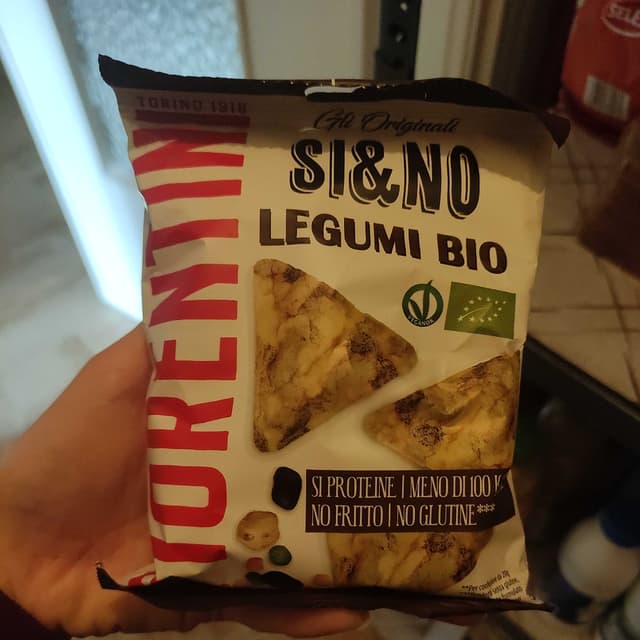 TORINO 1918
FIORENTINI
Gli Originali
SI&NO
LEGUMI BIO
VEGANOK
SI PROTEINE | MENO DI 100
NO FRITTO | NO GLUTINE***